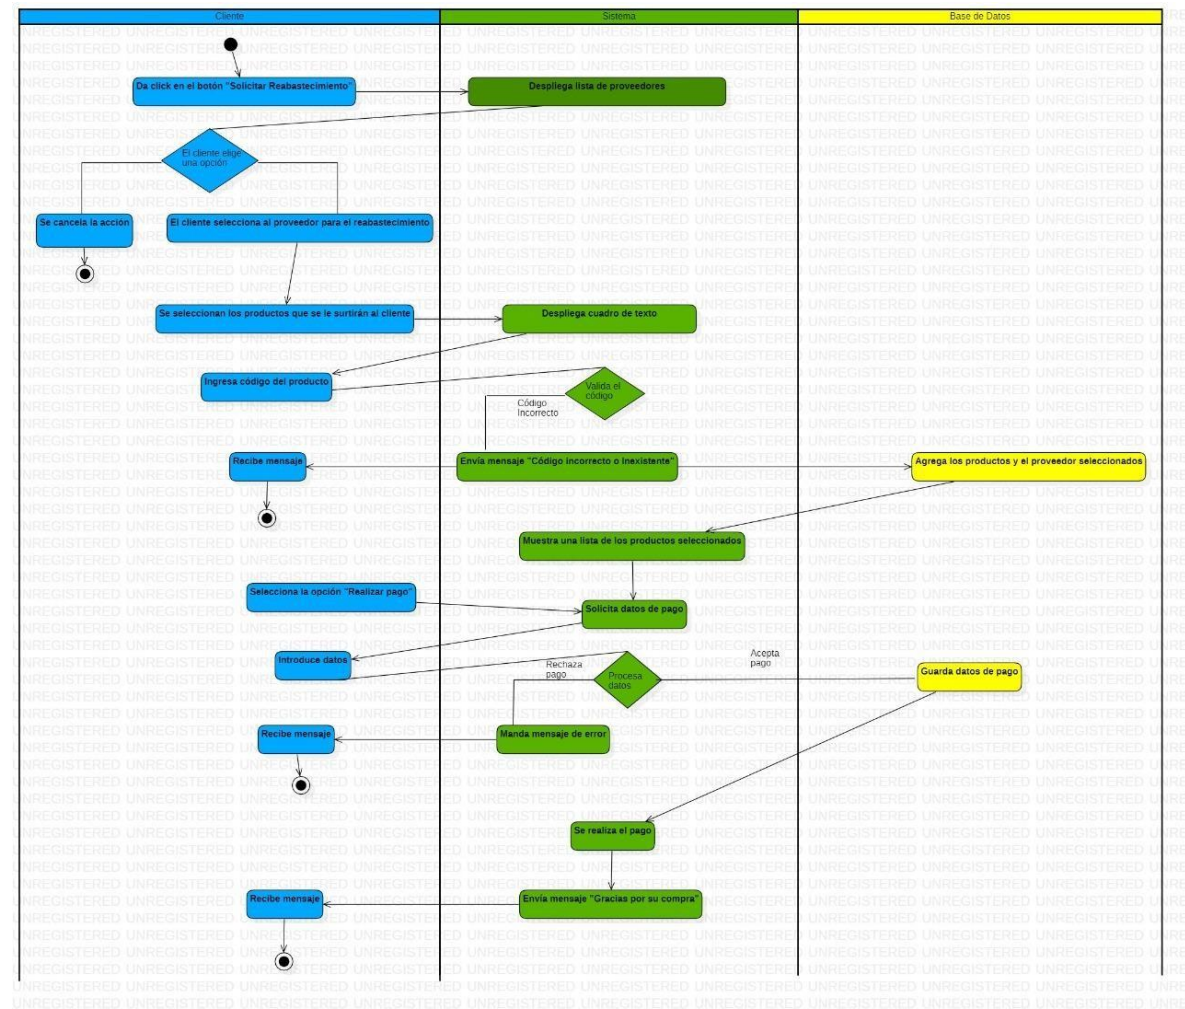 Cliente
Sistema
Base de Datos
Da click en el botón "Solicitar Reabastecimiento"
Despliega lista de proveedores
El cliente elige
una opción
Se cancela la acción
El cliente selecciona al proveedor para el reabastecimiento
Se seleccionan los productos que se le surtirán al cliente
Despliega cuadro de texto
Ingresa código del producto
Valida el
código
Código
Incorrecto
Recibe mensaje
Envía mensaje "Código incorrecto o Inexistente"
Agrega los productos y el proveedor seleccionados
Muestra una lista de los productos seleccionados
Selecciona la opción "Realizar pago"
Solicita datos de pago
Introduce datos
Rechaza
pago
Procesa
datos
Acepta
pago
Guarda datos de pago
Recibe mensaje
Manda mensaje de error
Se realiza el pago
Recibe mensaje
Envía mensaje "Gracias por su compra"